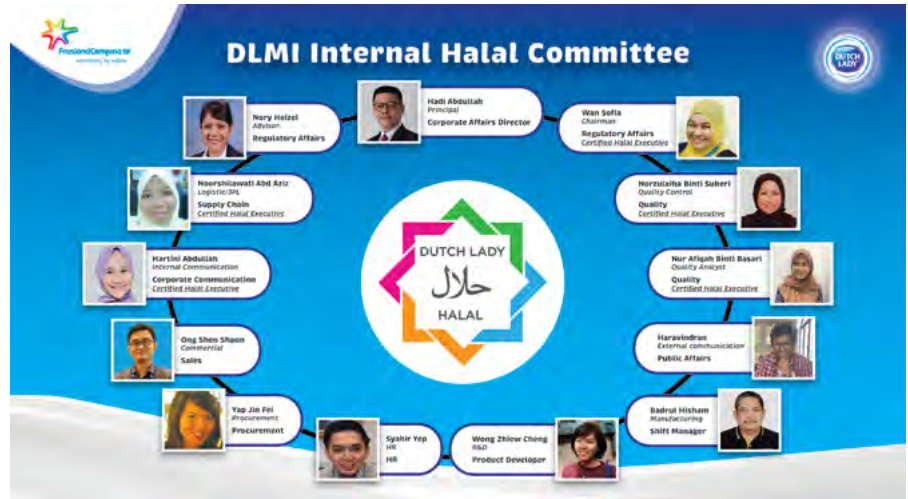 FrieslandCampina
nourishing by nature
DLMI Internal Halal Committee
DUTCH LADY
Hadi Abdullah
Principal
Corporate Affairs Director
Nory Heizel
Advisor
Regulatory Affairs
Wan Sofia
Chairman
Regulatory Affairs
Certified Halal Executive
Noorshilawati Abd Aziz
Logistic/3PL
Supply Chain
Certified Halal Executive
Norzulaiha Binti Suheri
Quality Control
Quality
Certified Halal Executive
Martini Abdullah
Internal Communication
Corporate Communication
Certified Halal Executive
DUTCH LADY
حلال
HALAL
Nur Afiqah Binti Basari
Quality Analyst
Quality
Certified Halal Executive
Ong Shen Shaun
Commercial
Sales
Haravindran
External communication
Public Affairs
Yap Jin Fei
Procurement
Procurement
Badrul Hisham
Manufacturing
Shift Manager
Syahir Yep
HR
HR
Wong Zhiew Cheng
R&D
Product Developer